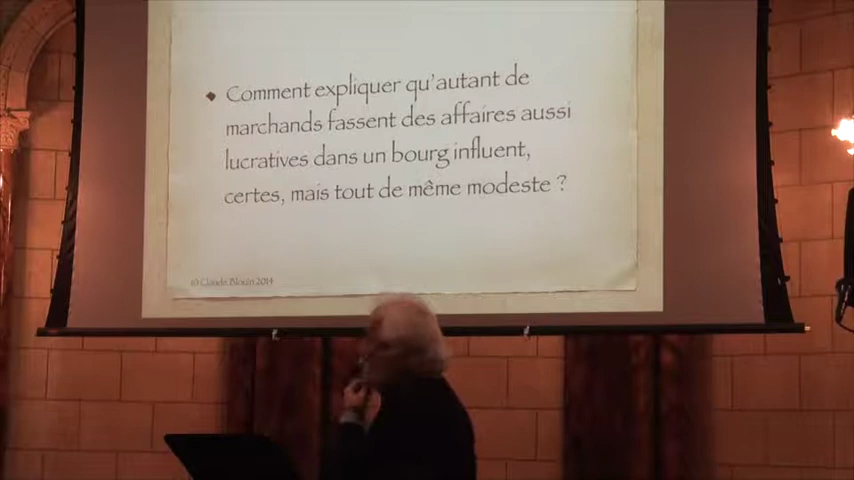 Comment expliquer qu'autant de
marchands fassent des affaires aussi
lucratives dans un bourg influent,
certes, mais tout de même modeste ?
© Claude Blouin 2014